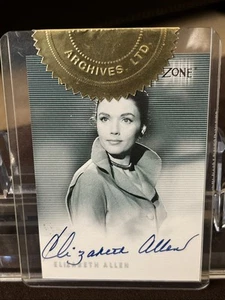 ARCHIVES, LTD.
ZONE
Elizabeth Allen
ELIZABETH ALLEN